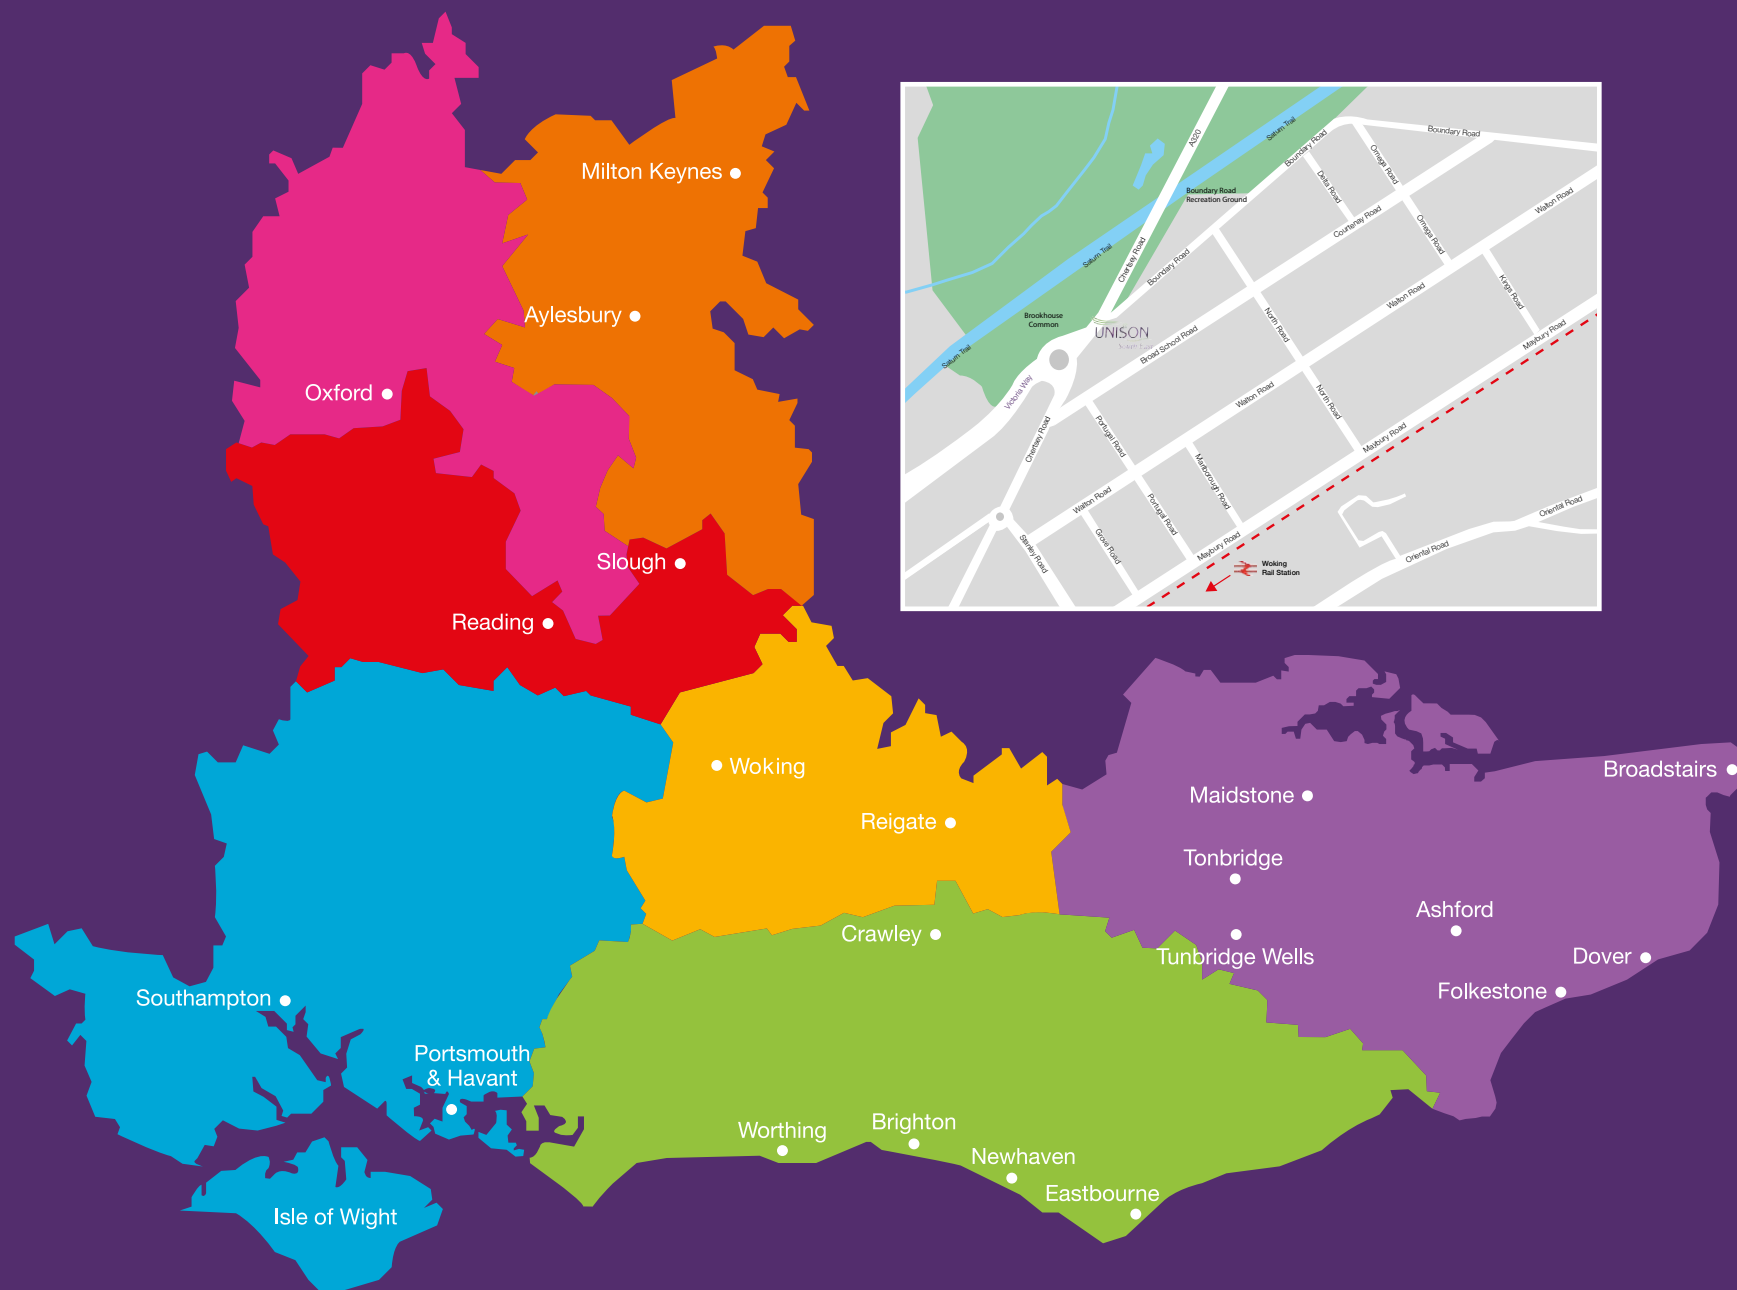 Milton Keynes
Aylesbury
Oxford
Slough
Reading
Woking
Reigate
Crawley
Southampton
Portsmouth
& Havant
Isle of Wight
Worthing
Brighton
Newhaven
Eastbourne
Maidstone
Tonbridge
Tunbridge Wells
Ashford
Broadstairs
Dover
Folkestone
A320
Saturn Trail
Boundary Road
Boundary Road
Omega Road
Delta Road
Boundary Road
Recreation Ground
Walton Road
Courtenay Road
Omega Road
Saturn Trail
Chertsey Road
Boundary Road
Kings Road
Walton Road
Brookhouse
Common
UNISON
North Road
Broad School Road
Maybury Road
Saturn Trail
Victoria Way
Walton Road
North Road
Chertsey Road
Portugal Road
Maybury Road
Marlborough Road
Walton Road
Portugal Road
Oriental Road
Stanley Road
Grove Road
Maybury Road
Oriental Road
Woking
Rail Station